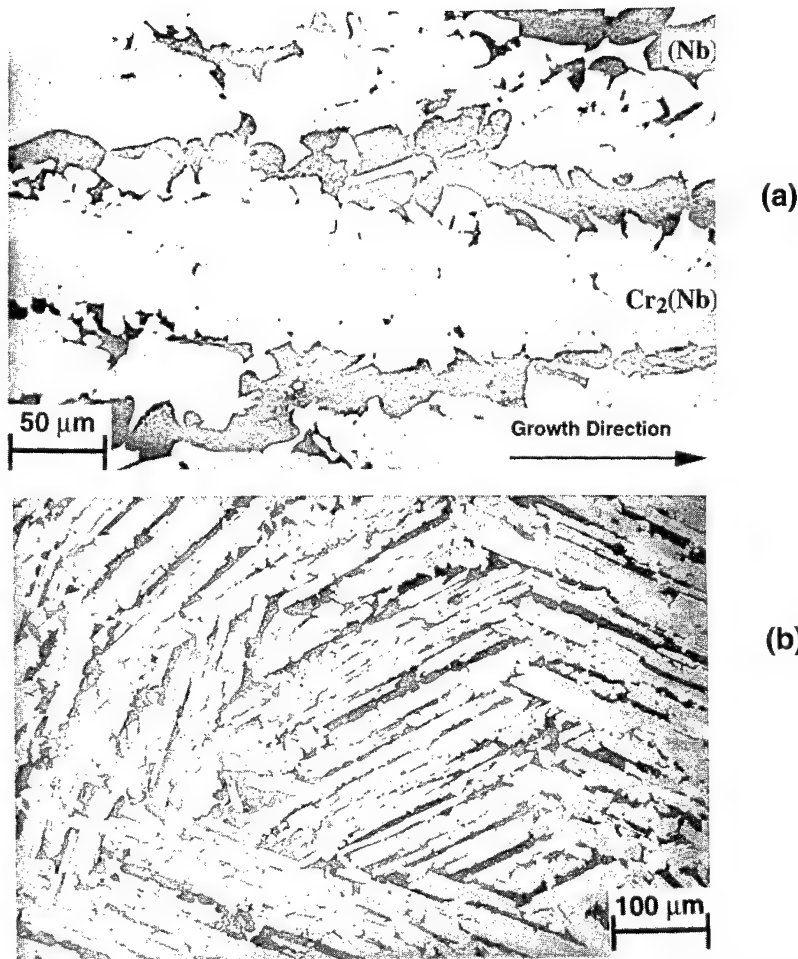 (Nb)
(a)
Cr₂(Nb)
50 μm
Growth Direction
(b)
100 μm